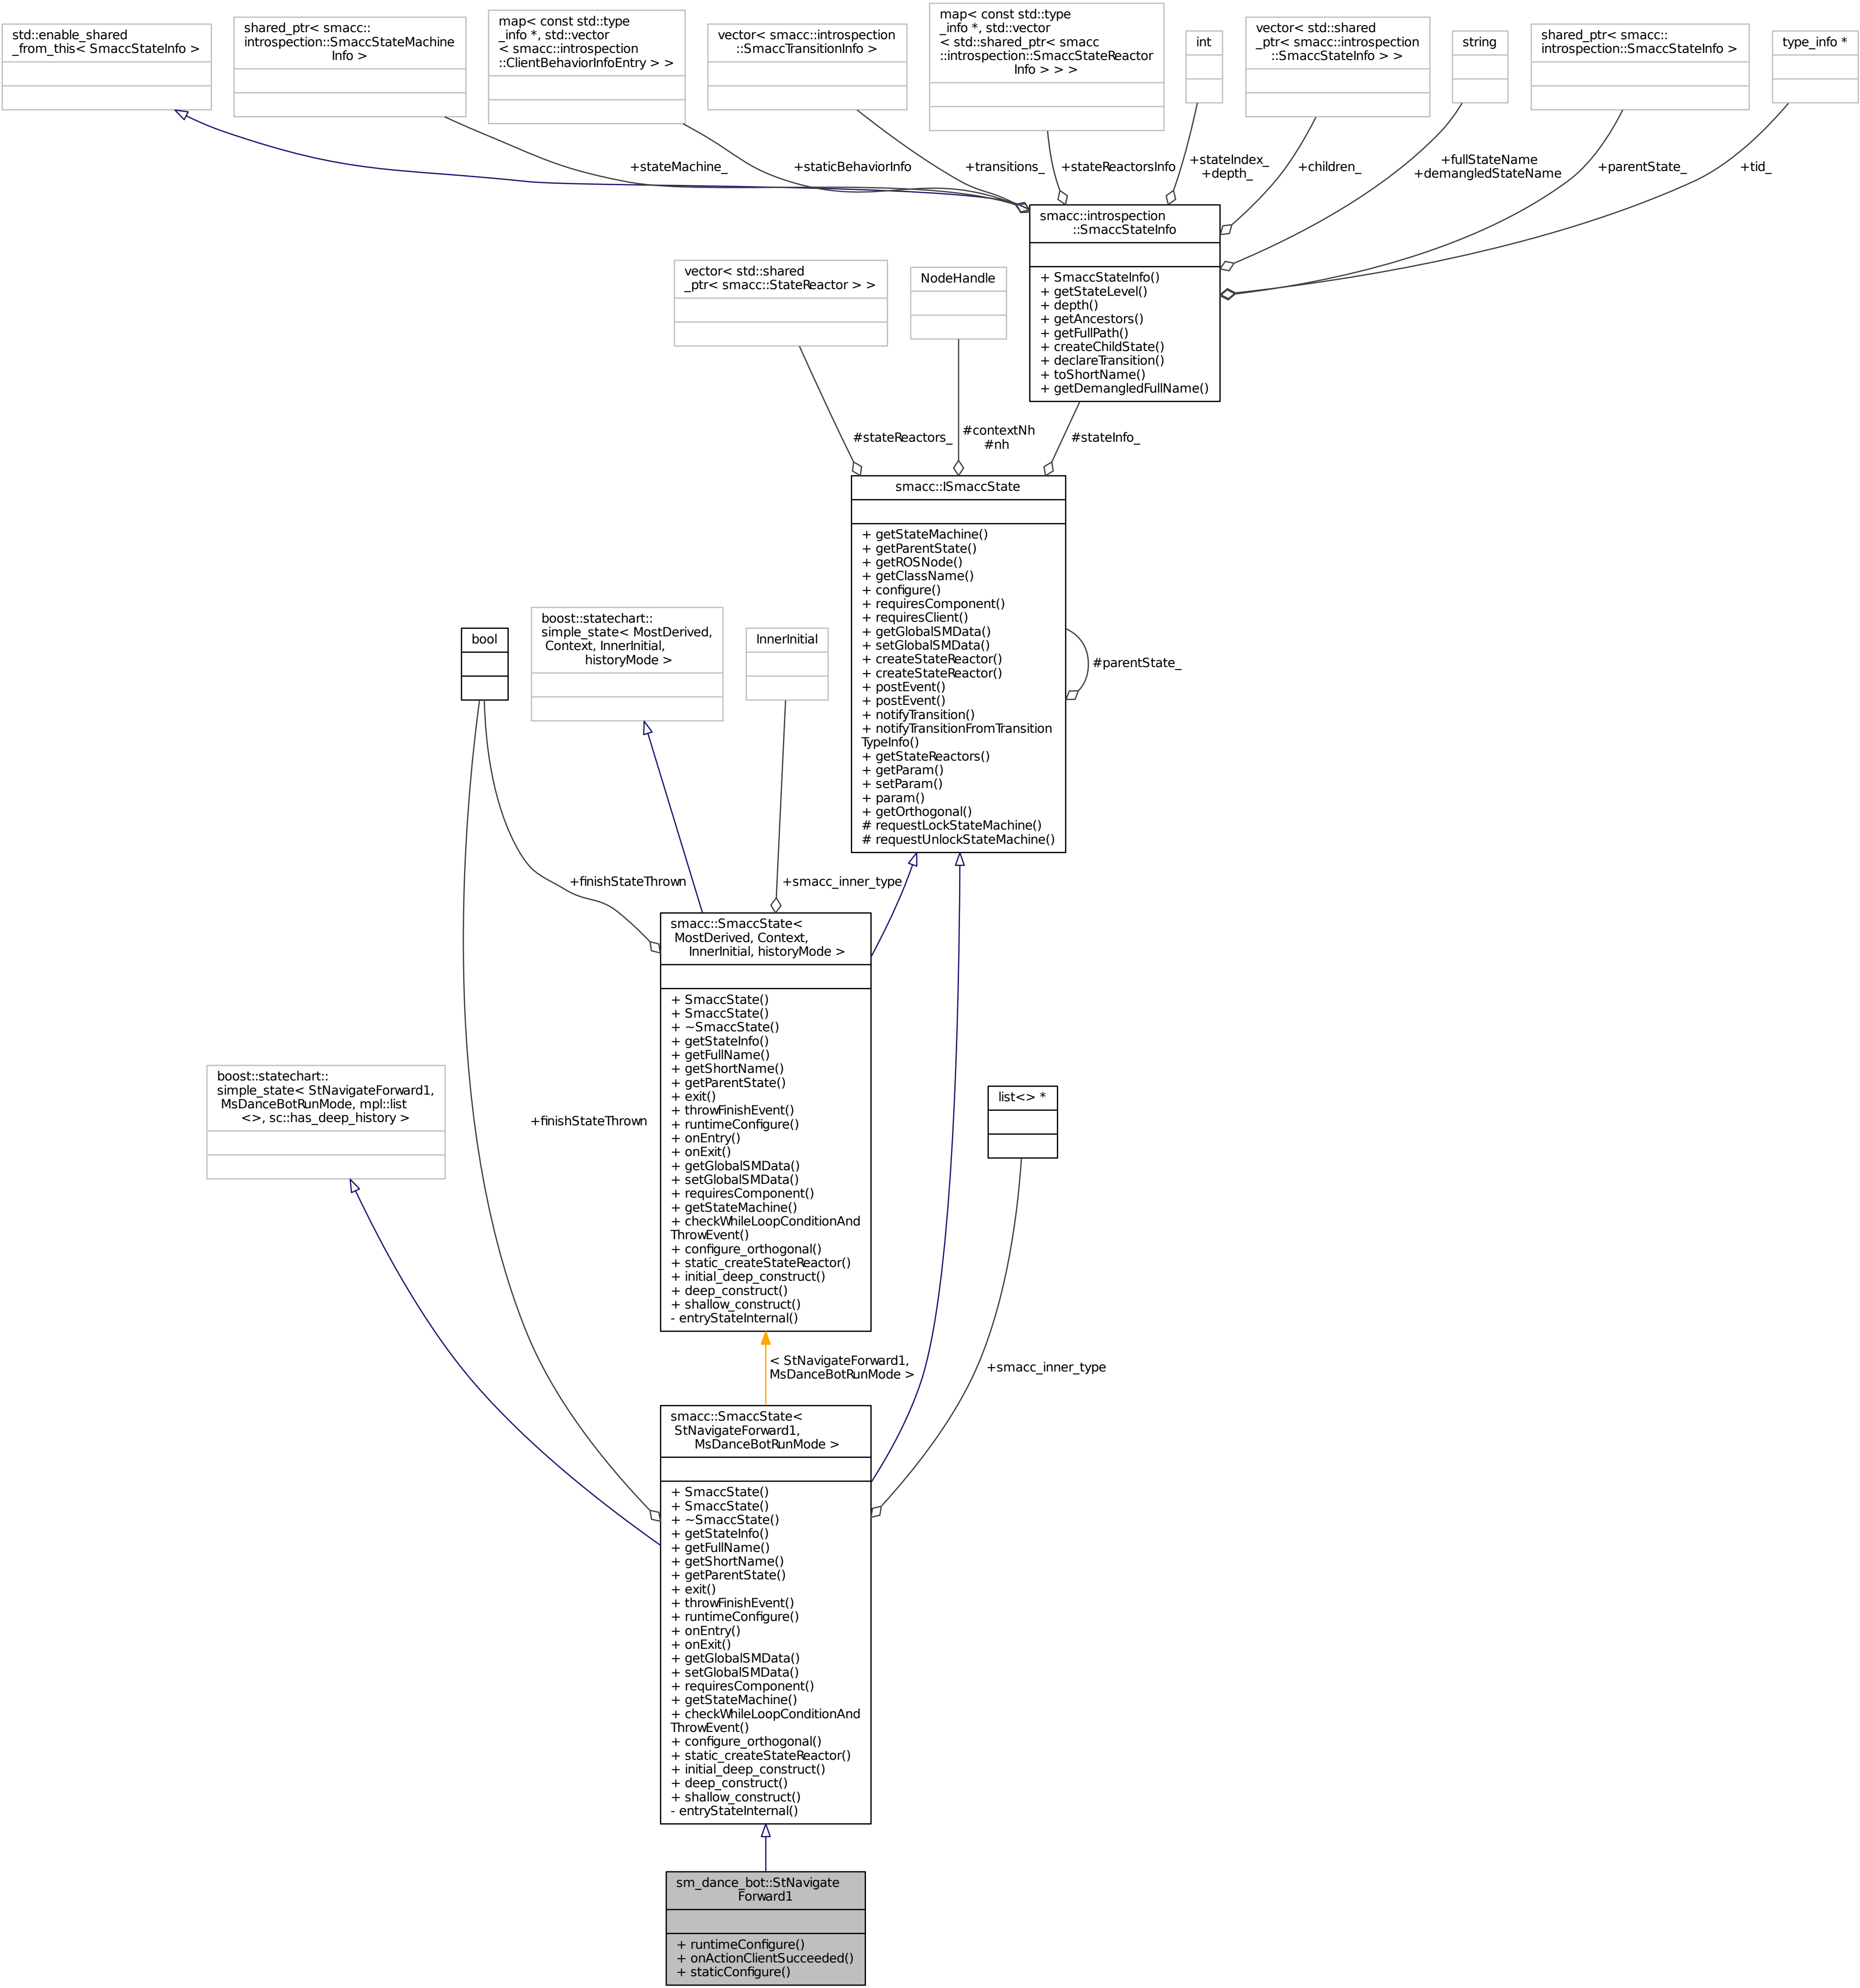 std::enable_shared
_from_this< SmaccStateInfo >
shared_ptr< smacc::
introspection::SmaccStateMachine
Info >
map< const std::type
_info *, std::vector
< smacc::introspection
::ClientBehaviorInfoEntry > >
vector< smacc::introspection
::SmaccTransitionInfo >
map< const std::type
_info *, std::vector
< std::shared_ptr< smacc
::introspection::SmaccStateReactor
Info > > >
int
vector< std::shared
_ptr< smacc::introspection
::SmaccStateInfo > >
string
shared_ptr< smacc::
introspection::SmaccStateInfo >
type_info *
+stateMachine_
+staticBehaviorInfo
+transitions_
+stateReactorsInfo
+stateIndex_
+depth_
+children_
+fullStateName
+demangledStateName
+parentState_
+tid_
smacc::introspection
::SmaccStateInfo
+ SmaccStateInfo()
+ getStateLevel()
+ depth()
+ getAncestors()
+ getFullPath()
+ createChildState()
+ declareTransition()
+ toShortName()
+ getDemangledFullName()
vector< std::shared
_ptr< smacc::StateReactor > >
NodeHandle
#stateReactors_
#contextNh
#nh
#stateInfo_
smacc::ISmaccState
+ getStateMachine()
+ getParentState()
+ getROSNode()
+ getClassName()
+ configure()
+ requiresComponent()
+ requiresClient()
+ getGlobalSMData()
+ setGlobalSMData()
+ createStateReactor()
+ createStateReactor()
+ postEvent()
+ postEvent()
+ notifyTransition()
+ notifyTransitionFromTransition
TypeInfo()
+ getStateReactors()
+ getParam()
+ setParam()
+ param()
+ getOrthogonal()
# requestLockStateMachine()
# requestUnlockStateMachine()
#parentState_
bool
boost::statechart::
simple_state< MostDerived,
Context, InnerInitial,
historyMode >
InnerInitial
+finishStateThrown
+smacc_inner_type
smacc::SmaccState<
MostDerived, Context,
InnerInitial, historyMode >
+ SmaccState()
+ SmaccState()
+ ~SmaccState()
+ getStateInfo()
+ getFullName()
+ getShortName()
+ getParentState()
+ exit()
+ throwFinishEvent()
+ runtimeConfigure()
+ onEntry()
+ onExit()
+ getGlobalSMData()
+ setGlobalSMData()
+ requiresComponent()
+ getStateMachine()
+ checkWhileLoopConditionAnd
ThrowEvent()
+ configure_orthogonal()
+ static_createStateReactor()
+ initial_deep_construct()
+ deep_construct()
+ shallow_construct()
- entryStateInternal()
boost::statechart::
simple_state< StNavigateForward1,
MsDanceBotRunMode, mpl::list
<>, sc::has_deep_history >
+finishStateThrown
list<> *
< StNavigateForward1,
MsDanceBotRunMode >
+smacc_inner_type
smacc::SmaccState<
StNavigateForward1,
MsDanceBotRunMode >
+ SmaccState()
+ SmaccState()
+ ~SmaccState()
+ getStateInfo()
+ getFullName()
+ getShortName()
+ getParentState()
+ exit()
+ throwFinishEvent()
+ runtimeConfigure()
+ onEntry()
+ onExit()
+ getGlobalSMData()
+ setGlobalSMData()
+ requiresComponent()
+ getStateMachine()
+ checkWhileLoopConditionAnd
ThrowEvent()
+ configure_orthogonal()
+ static_createStateReactor()
+ initial_deep_construct()
+ deep_construct()
+ shallow_construct()
- entryStateInternal()
sm_dance_bot::StNavigate
Forward1
+ runtimeConfigure()
+ onActionClientSucceeded()
+ staticConfigure()